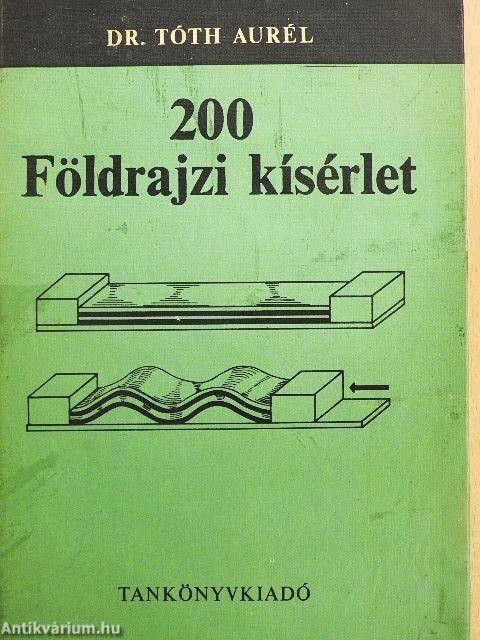 DR. TÓTH AURÉL
200
Földrajzi kísérlet
TANKÖNYVKIADÓ
Antikvárium.hu